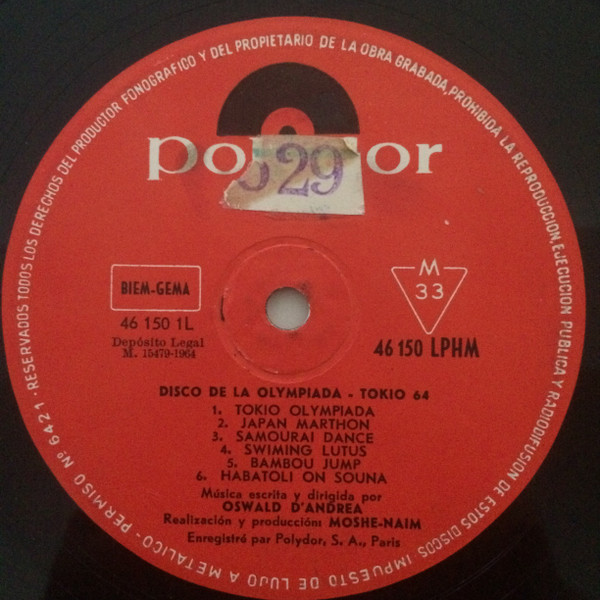 RESERVADOS TODOS LOS DERECHOS DEL PRODUCTOR FONOGRAFICO Y DEL PROPIETARIO DE LA OBRA GRABADA, PROHIBIDA LA REPRODUCCION, EJECUCION PUBLICA Y RADIODIFUSION DE ESTOS DISCOS. IMPUESTO DE LUJO A METALICO - PERMISO Nº 6421 ·
529
BIEM-GEMA
46 150 1L
Depósito Legal
M. 15479-1964
M
33
46 150 LPHM
DISCO DE LA OLYMPIADA - TOKIO 64
1. TOKIO OLYMPIADA
2. JAPAN MARTHON
3. SAMOURAI DANCE
4. SWIMING LUTUS
5. BAMBOU JUMP
6. HABATOLI ON SOUNA
Música escrita y dirigida por
OSWALD D'ANDREA
Realización y producción: MOSHE-NAIM
Enregistró par Polydor, S. A., Paris